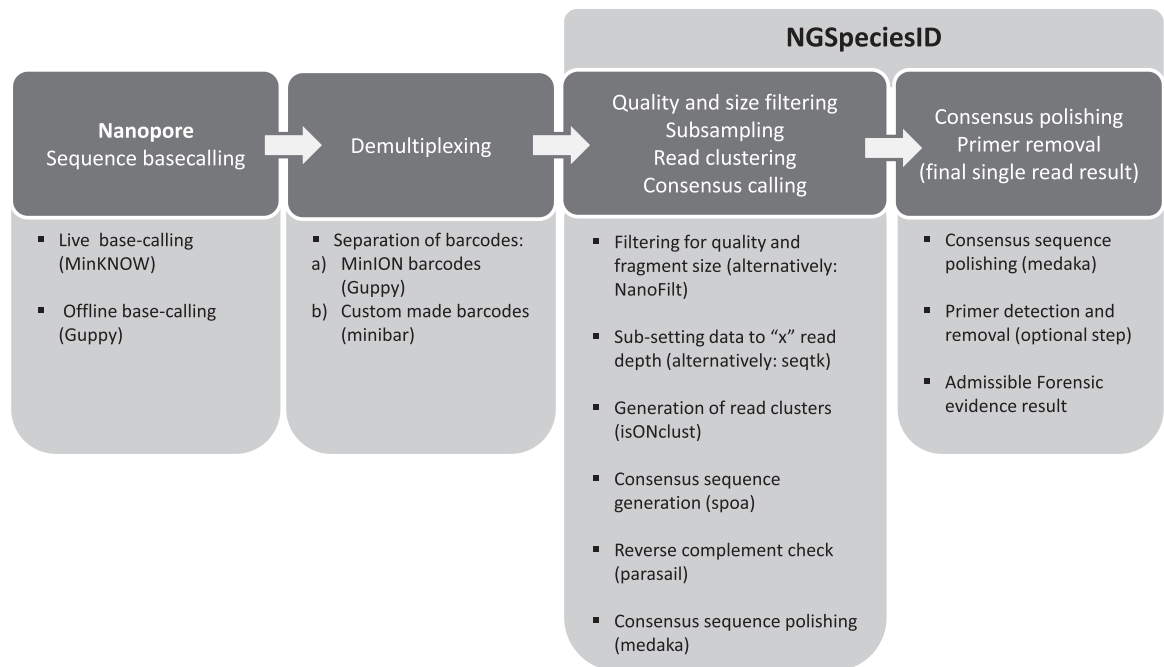 NGSpeciesID
Nanopore
Sequence basecalling
Demultiplexing
Quality and size filtering
Subsampling
Read clustering
Consensus calling
Consensus polishing
Primer removal
(final single read result)
▪ Live  base-calling
(MinKNOW)
▪ Offline base-calling
(Guppy)
▪ Separation of barcodes:
a) MinION barcodes
(Guppy)
b) Custom made barcodes
(minibar)
▪ Filtering for quality and
fragment size (alternatively:
NanoFilt)
▪ Sub-setting data to “x” read
depth (alternatively: seqtk)
▪ Generation of read clusters
(isONclust)
▪ Consensus sequence
generation (spoa)
▪ Reverse complement check
(parasail)
▪ Consensus sequence polishing
(medaka)
▪ Consensus sequence
polishing (medaka)
▪ Primer detection and
removal (optional step)
▪ Admissible Forensic
evidence result